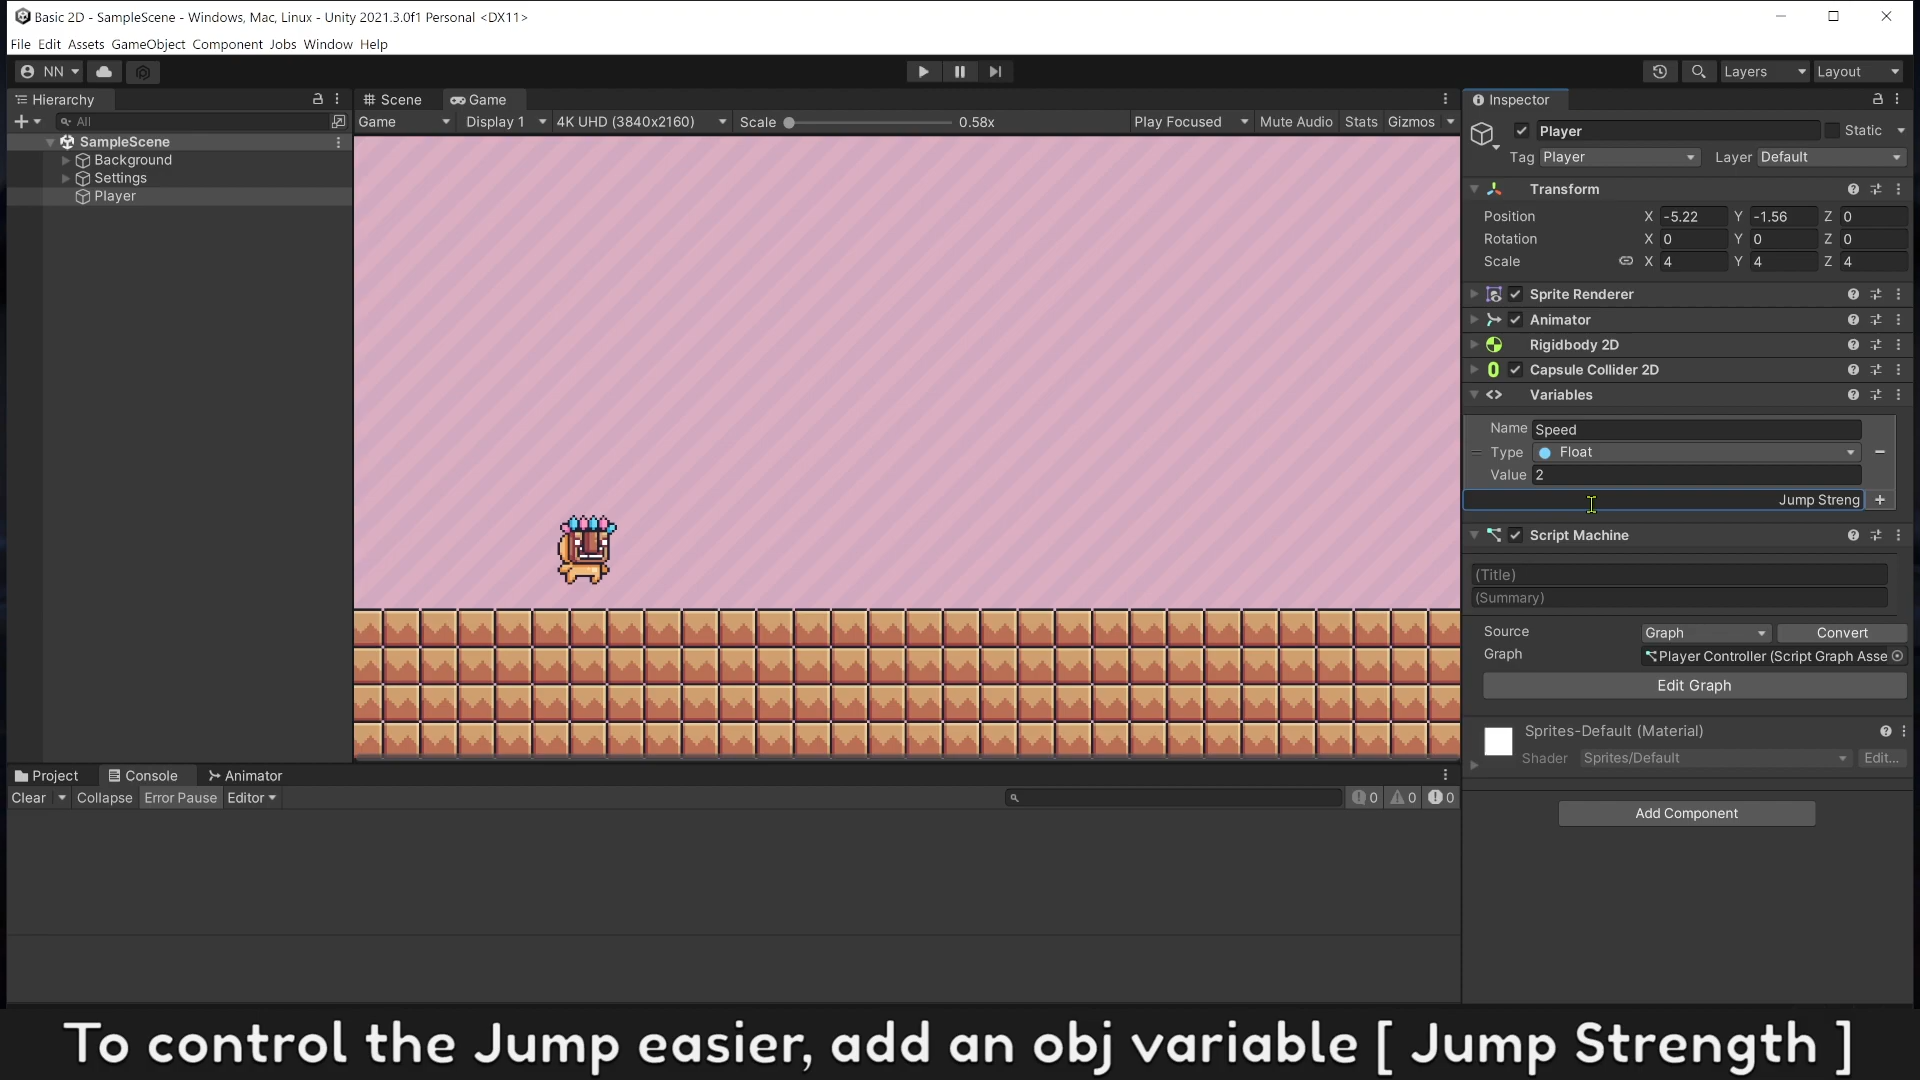 Basic 2D - SampleScene - Windows, Mac, Linux - Unity 2021.3.0f1 Personal <DX11>
File Edit Assets GameObject Component Jobs Window Help
NN Layers Layout
Hierarchy
All
SampleScene
Background
Settings
Player
Scene Game
Game Display 1 4K UHD (3840x2160) Scale 0.58x Play Focused Mute Audio Stats Gizmos
Inspector
Player Static
Tag Player Layer Default
Transform
Position X -5.22 Y -1.56 Z 0
Rotation X 0 Y 0 Z 0
Scale X 4 Y 4 Z 4
Sprite Renderer
Animator
Rigidbody 2D
Capsule Collider 2D
Variables
Name Speed
Type Float
Value 2
Jump Streng
Script Machine
(Title)
(Summary)
Source Graph Convert
Graph Player Controller (Script Graph Asse
Edit Graph
Sprites-Default (Material)
Shader Sprites/Default Edit...
Add Component
Project Console Animator
Clear Collapse Error Pause Editor 0 0 0
To control the Jump easier, add an obj variable [ Jump Strength ]